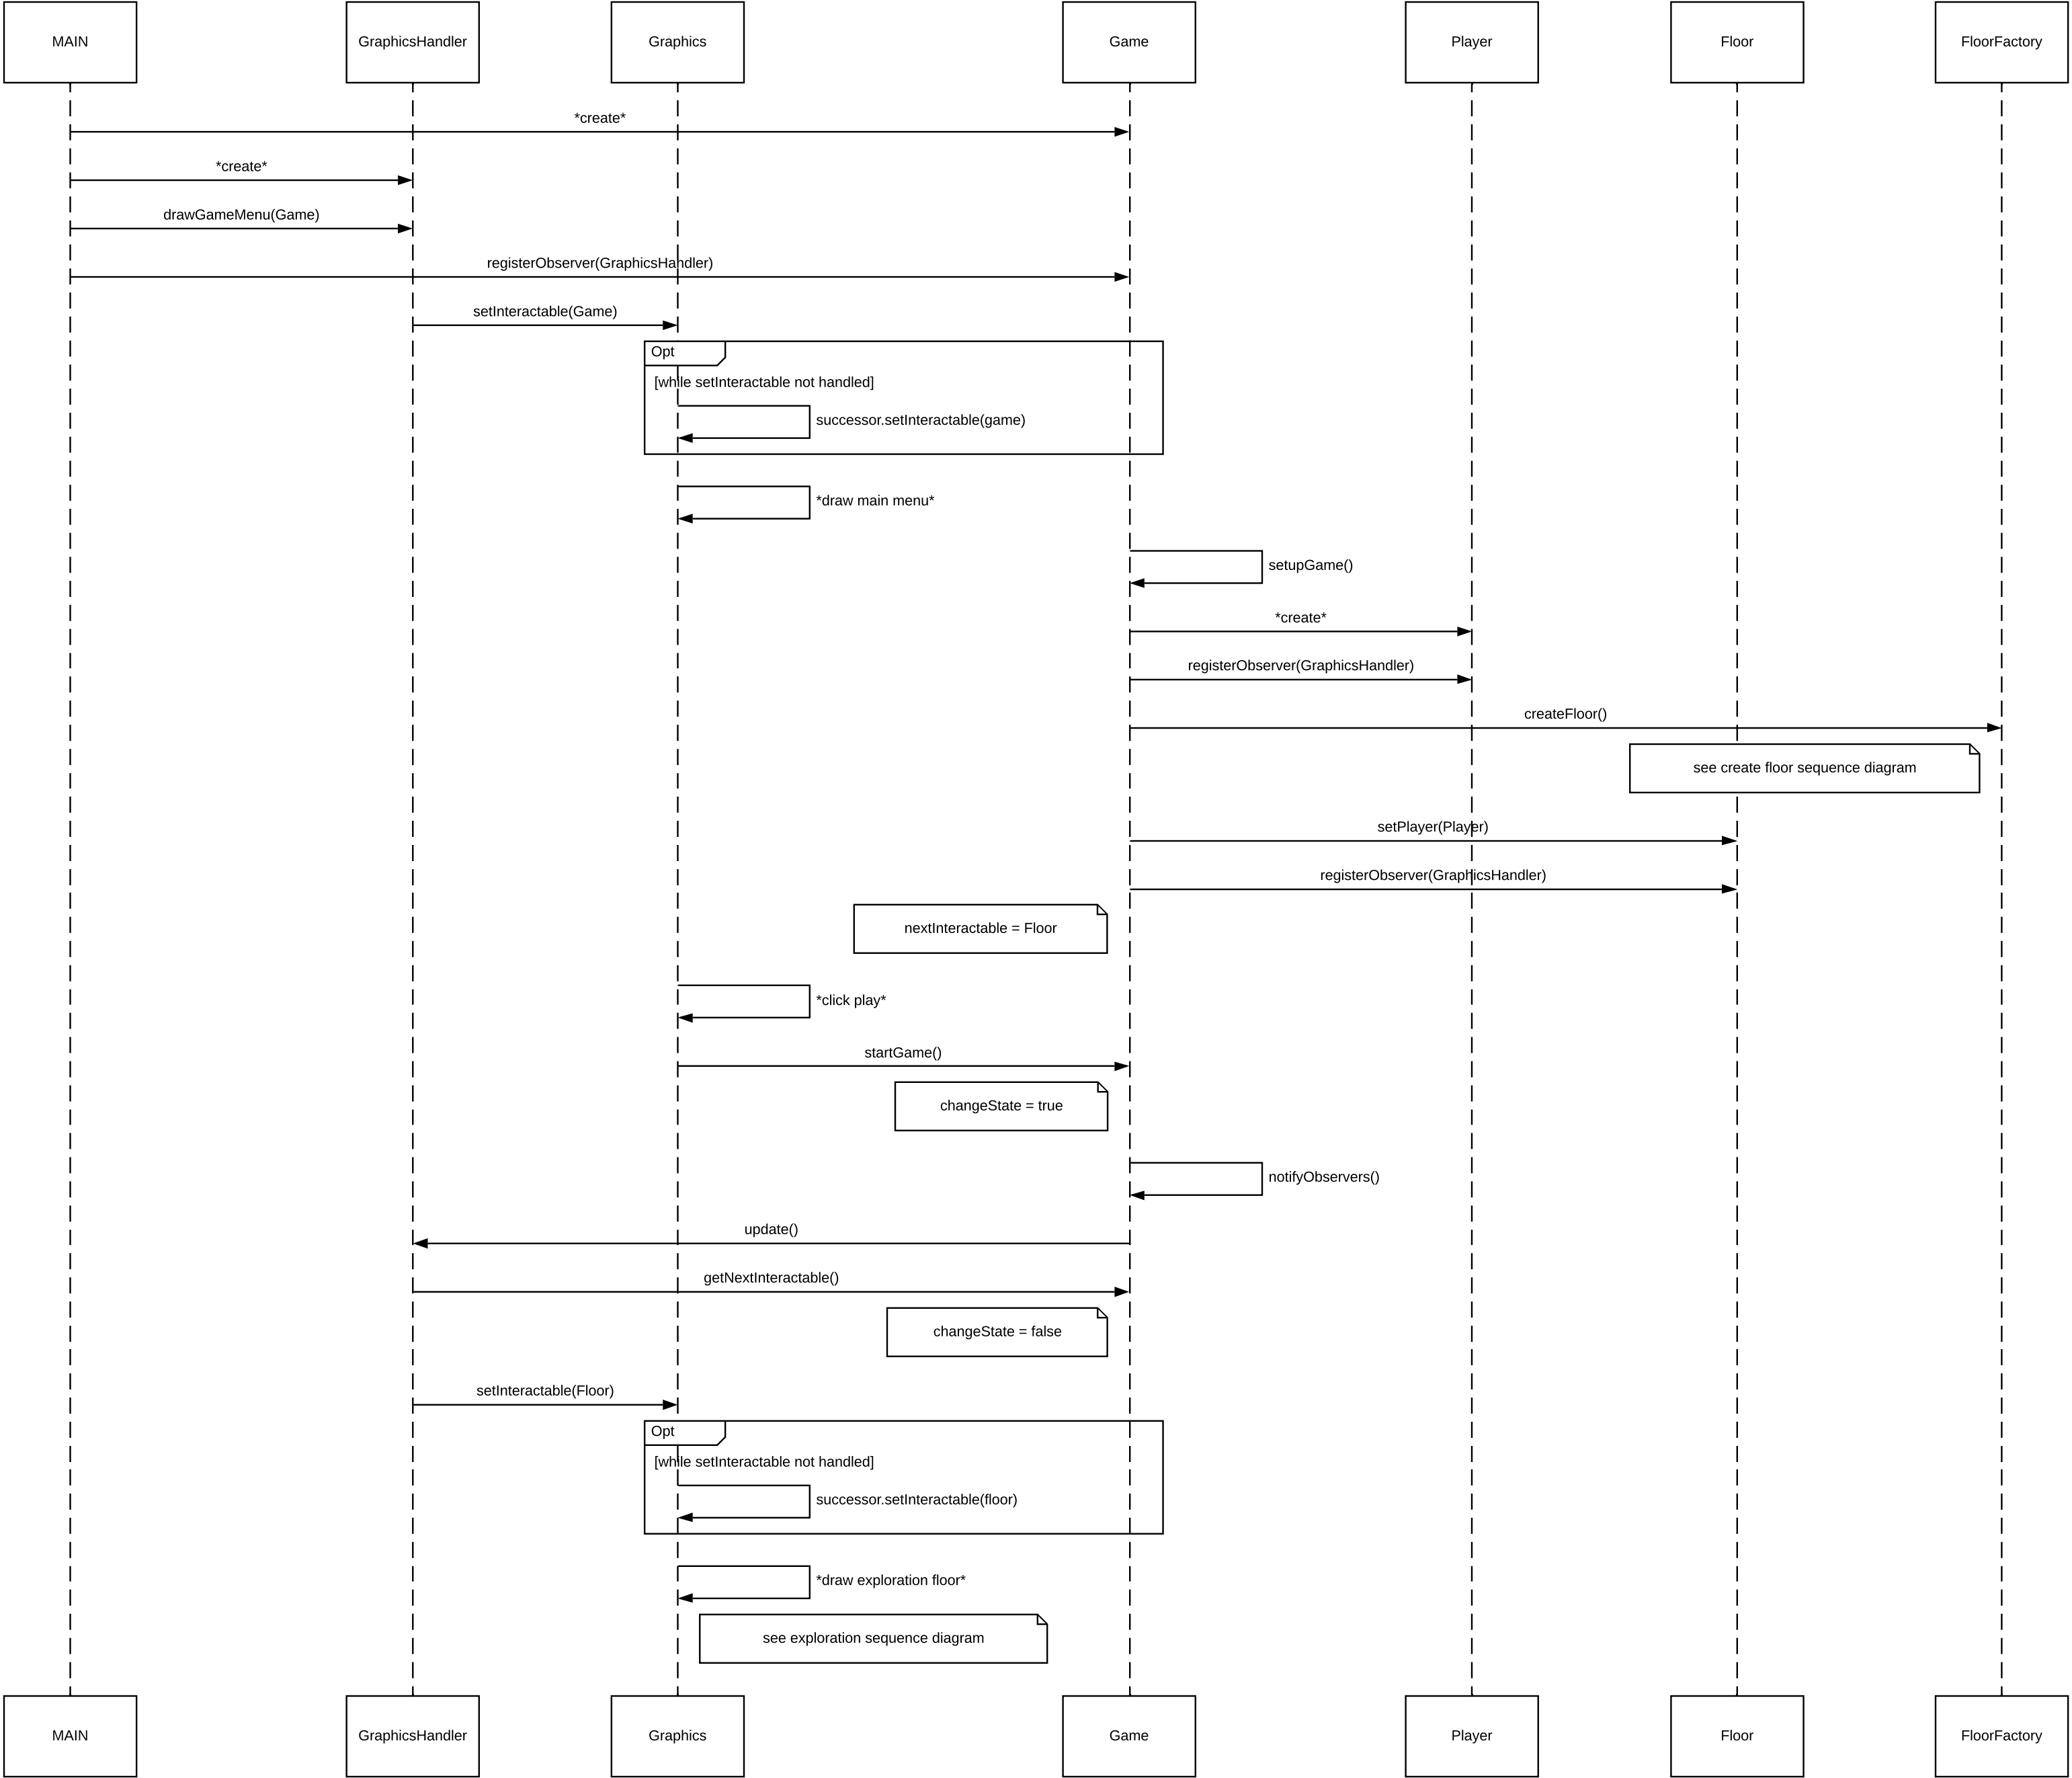 MAIN
GraphicsHandler
Graphics
Game
Player
Floor
FloorFactory
*create*
*create*
drawGameMenu(Game)
registerObserver(GraphicsHandler)
setInteractable(Game)
Opt
[while setInteractable not handled]
successor.setInteractable(game)
*draw main menu*
setupGame()
*create*
registerObserver(GraphicsHandler)
createFloor()
see create floor sequence diagram
setPlayer(Player)
registerObserver(GraphicsHandler)
nextInteractable = Floor
*click play*
startGame()
changeState = true
notifyObservers()
update()
getNextInteractable()
changeState = false
setInteractable(Floor)
Opt
[while setInteractable not handled]
successor.setInteractable(floor)
*draw exploration floor*
see exploration sequence diagram
MAIN
GraphicsHandler
Graphics
Game
Player
Floor
FloorFactory